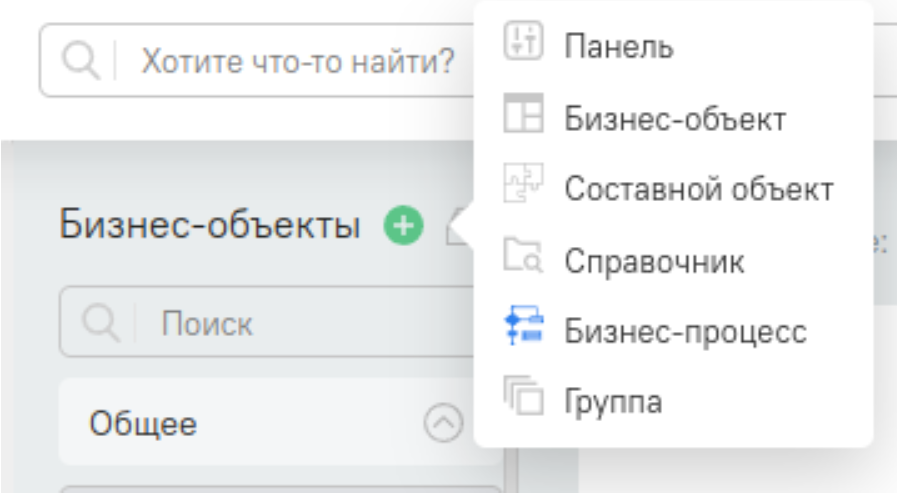 Хотите что-то найти?
Бизнес-объекты
Поиск
Общее
Панель
Бизнес-объект
Составной объект
Справочник
Бизнес-процесс
Группа